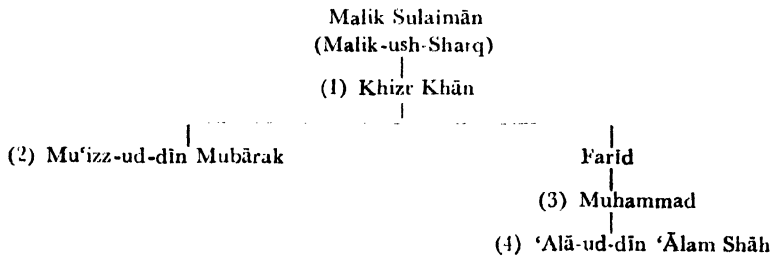 Malik Sulaimān
(Malik-ush-Sharq)
(1) Khizr Khān
(2) Mu‘izz-ud-dīn Mubārak Farīd
(3) Muhammad
(4) ‘Alā-ud-dīn ‘Ālam Shāh